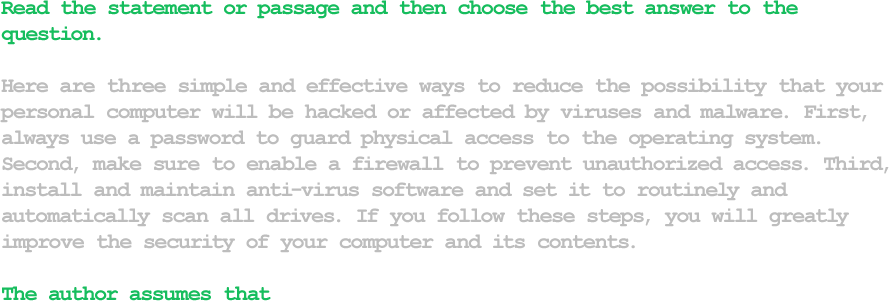 Read the statement or passage and then choose the best answer to the
question.
Here are three simple and effective ways to reduce the possibility that your
personal computer will be hacked or affected by viruses and malware. First,
always use a password to guard physical access to the operating system.
Second, make sure to enable a firewall to prevent unauthorized access. Third,
install and maintain anti-virus software and set it to routinely and
automatically scan all drives. If you follow these steps, you will greatly
improve the security of your computer and its contents.
The author assumes that